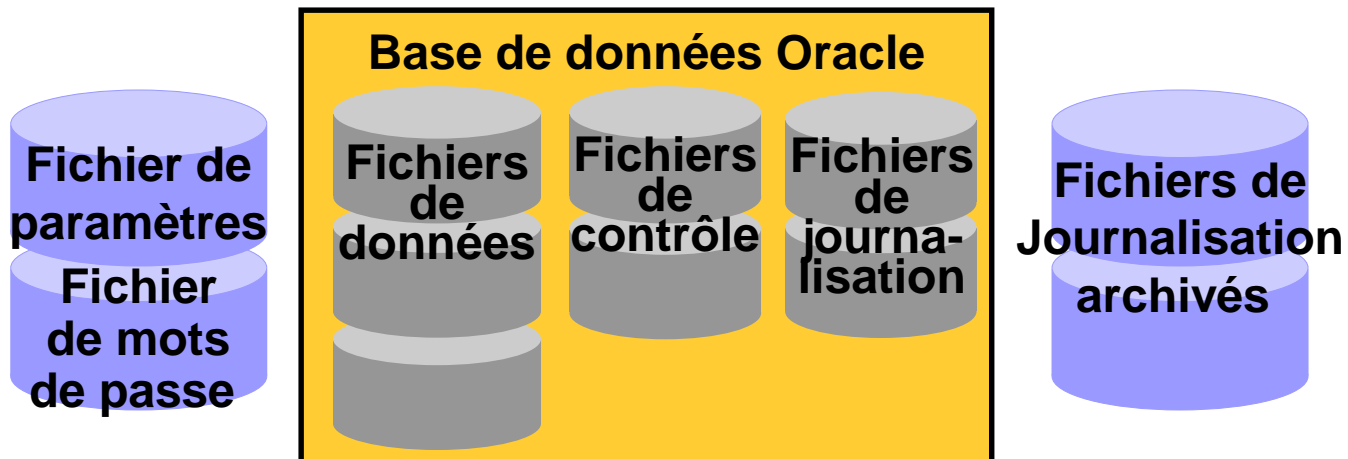 Base de données Oracle
Fichier de
paramètres
Fichier
de mots
de passe
Fichiers
de
données
Fichiers
de
contrôle
Fichiers
de
journa-
lisation
Fichiers de
Journalisation
archivés